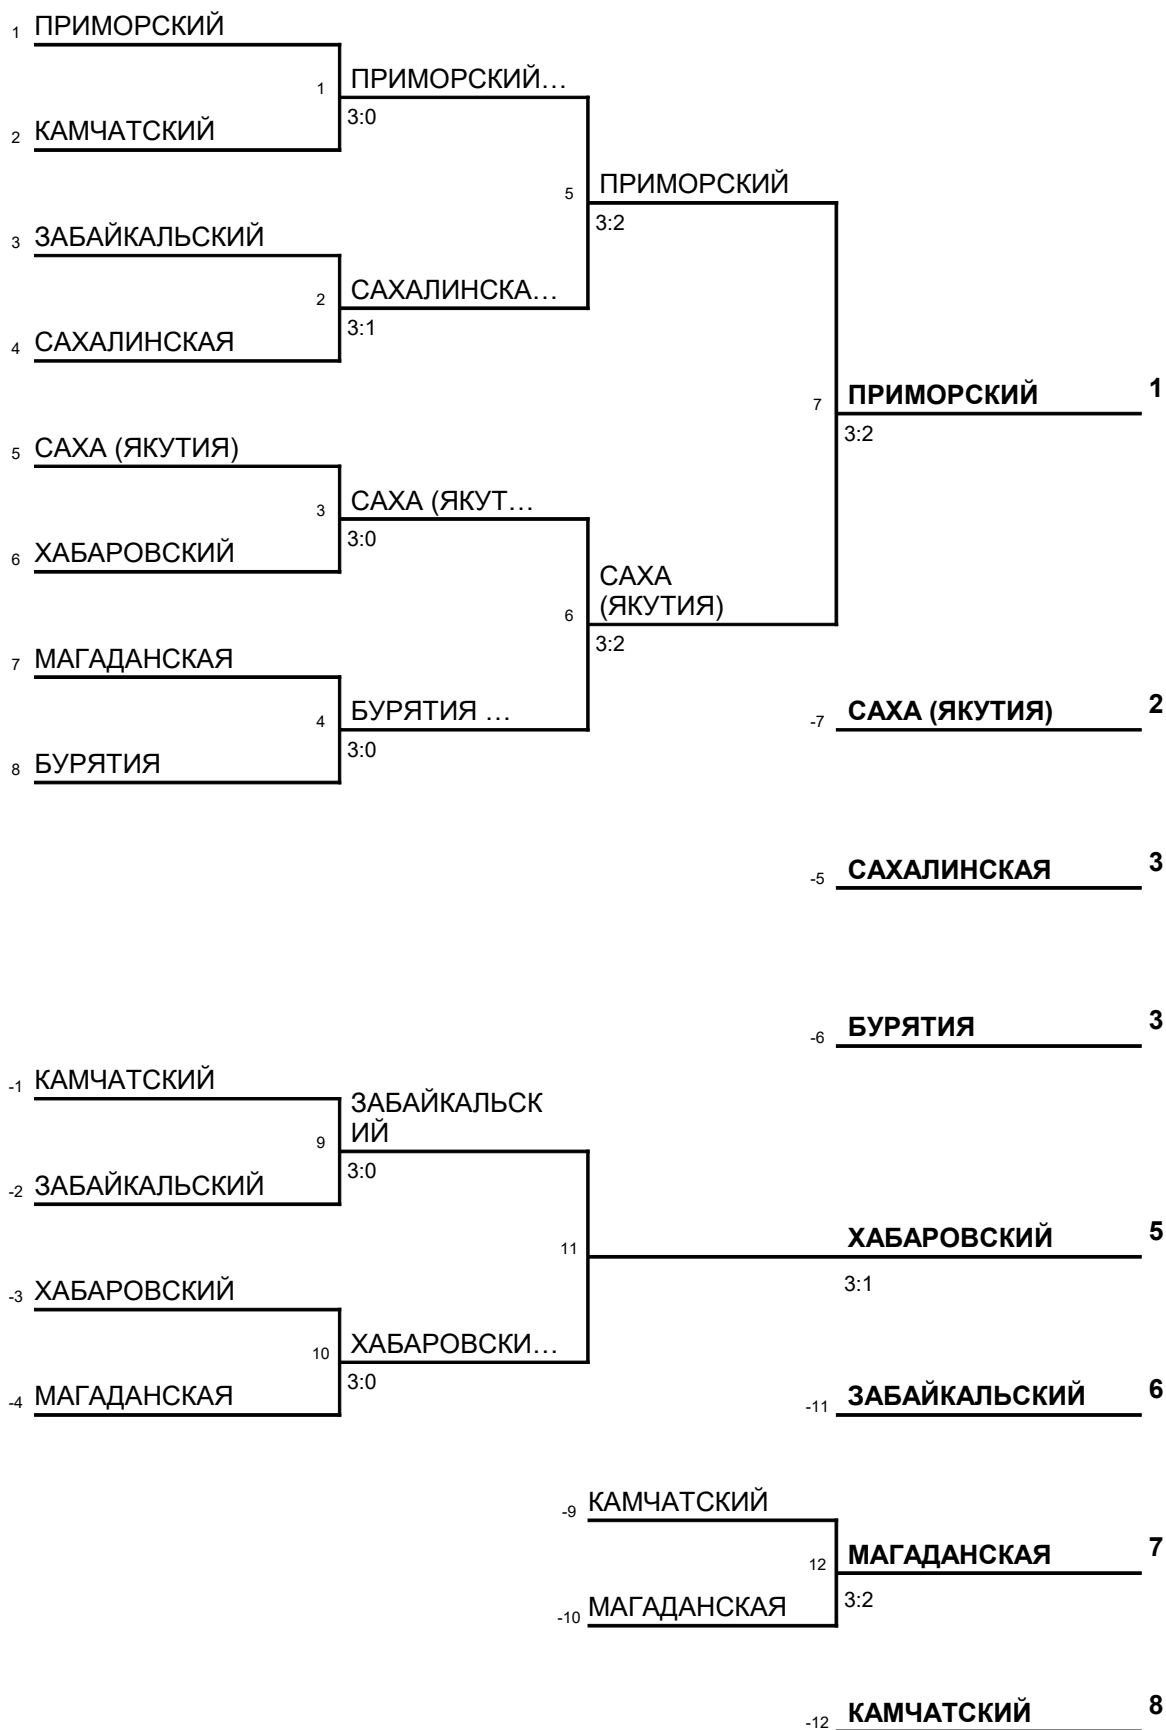 1 ПРИМОРСКИЙ
1 ПРИМОРСКИЙ…
3:0
2 КАМЧАТСКИЙ
5 ПРИМОРСКИЙ
3:2
3 ЗАБАЙКАЛЬСКИЙ
2 САХАЛИНСКА…
3:1
4 САХАЛИНСКАЯ
7 ПРИМОРСКИЙ 1
3:2
5 САХА (ЯКУТИЯ)
3 САХА (ЯКУТ…
3:0
6 ХАБАРОВСКИЙ
САХА
6 (ЯКУТИЯ)
3:2
7 МАГАДАНСКАЯ
4 БУРЯТИЯ …
3:0
8 БУРЯТИЯ
-7 САХА (ЯКУТИЯ) 2
-5 САХАЛИНСКАЯ 3
-6 БУРЯТИЯ 3
-1 КАМЧАТСКИЙ
ЗАБАЙКАЛЬСК
9 ИЙ
3:0
-2 ЗАБАЙКАЛЬСКИЙ
11 ХАБАРОВСКИЙ 5
3:1
-3 ХАБАРОВСКИЙ
10 ХАБАРОВСКИ…
3:0
-4 МАГАДАНСКАЯ
-11 ЗАБАЙКАЛЬСКИЙ 6
-9 КАМЧАТСКИЙ
12 МАГАДАНСКАЯ 7
3:2
-10 МАГАДАНСКАЯ
-12 КАМЧАТСКИЙ 8